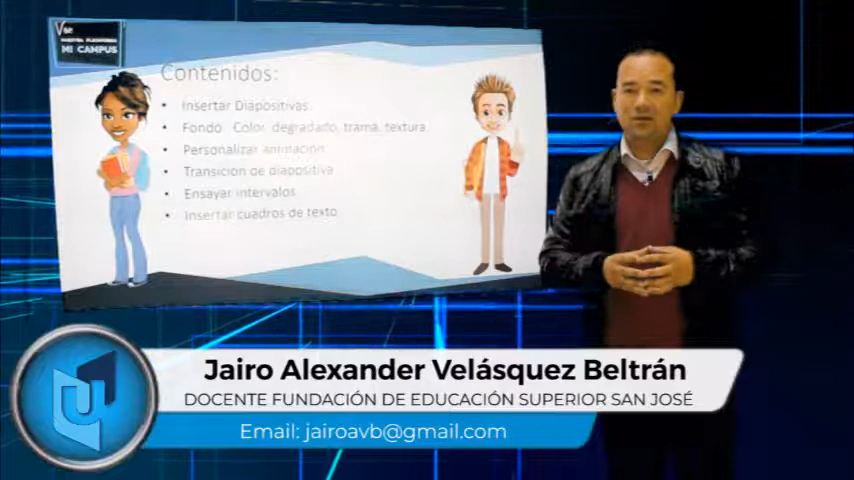 MI CAMPUS
Contenidos:
• Insertar Diapositivas
• Fondo Color, degradado, trama, textura
• Personalizar animación
• Transición de diapositiva
• Ensayar intervalos
• Insertar cuadros de texto
Jairo Alexander Velásquez Beltrán
DOCENTE FUNDACIÓN DE EDUCACIÓN SUPERIOR SAN JOSÉ
Email: jairoavb@gmail.com